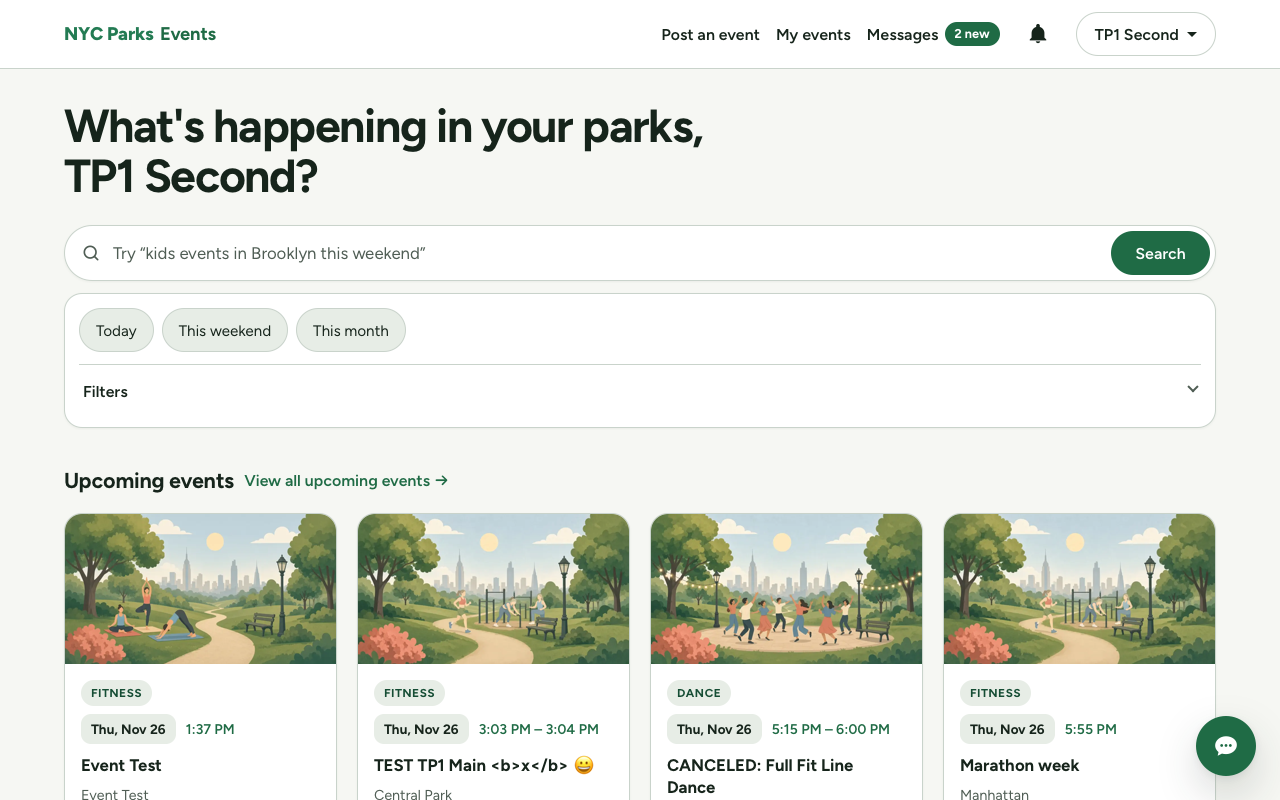 NYC Parks Events
Post an event
My events
Messages
2 new
TP1 Second
What's happening in your parks,
TP1 Second?
Try “kids events in Brooklyn this weekend”
Search
Today
This weekend
This month
Filters
Upcoming events
View all upcoming events →
FITNESS
Thu, Nov 26 1:37 PM
Event Test
Event Test
FITNESS
Thu, Nov 26 3:03 PM – 3:04 PM
TEST TP1 Main <b>x</b> 😀
Central Park
DANCE
Thu, Nov 26 5:15 PM – 6:00 PM
CANCELED: Full Fit Line
Dance
FITNESS
Thu, Nov 26 5:55 PM
Marathon week
Manhattan